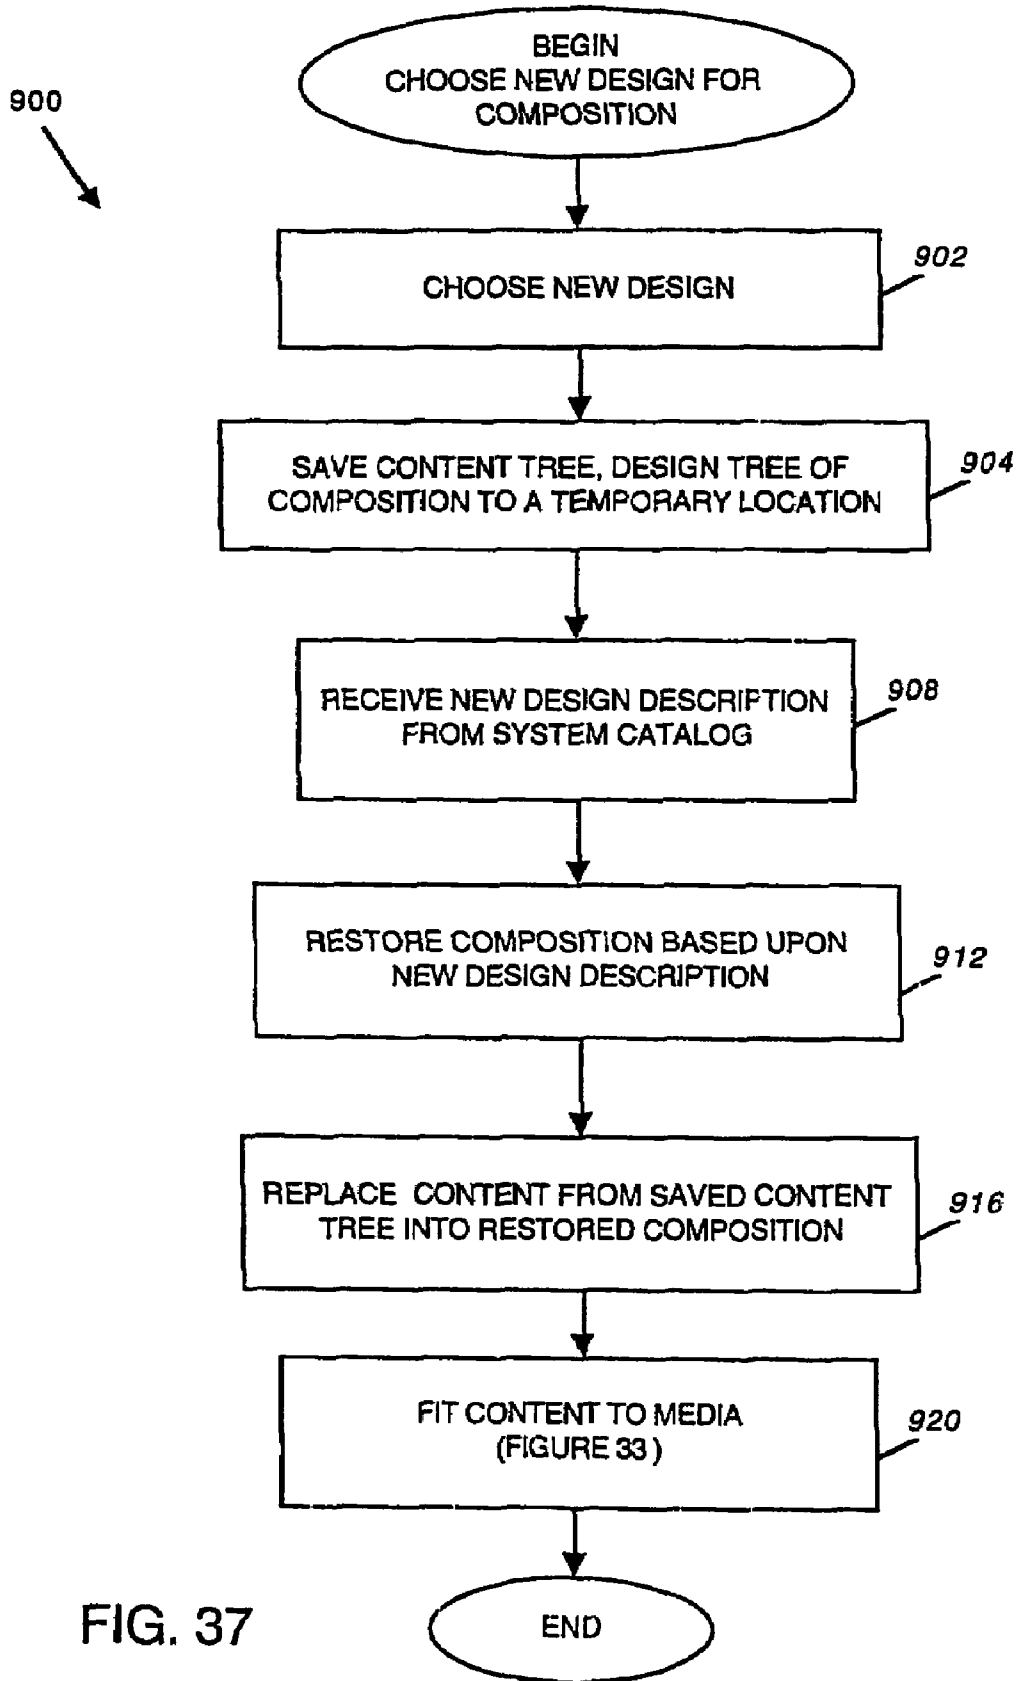 BEGIN
CHOOSE NEW DESIGN FOR
COMPOSITION
900
CHOOSE NEW DESIGN
902
SAVE CONTENT TREE, DESIGN TREE OF
COMPOSITION TO A TEMPORARY LOCATION
904
RECEIVE NEW DESIGN DESCRIPTION
FROM SYSTEM CATALOG
908
RESTORE COMPOSITION BASED UPON
NEW DESIGN DESCRIPTION
912
REPLACE CONTENT FROM SAVED CONTENT
TREE INTO RESTORED COMPOSITION
916
FIT CONTENT TO MEDIA
(FIGURE 33)
920
END
FIG. 37